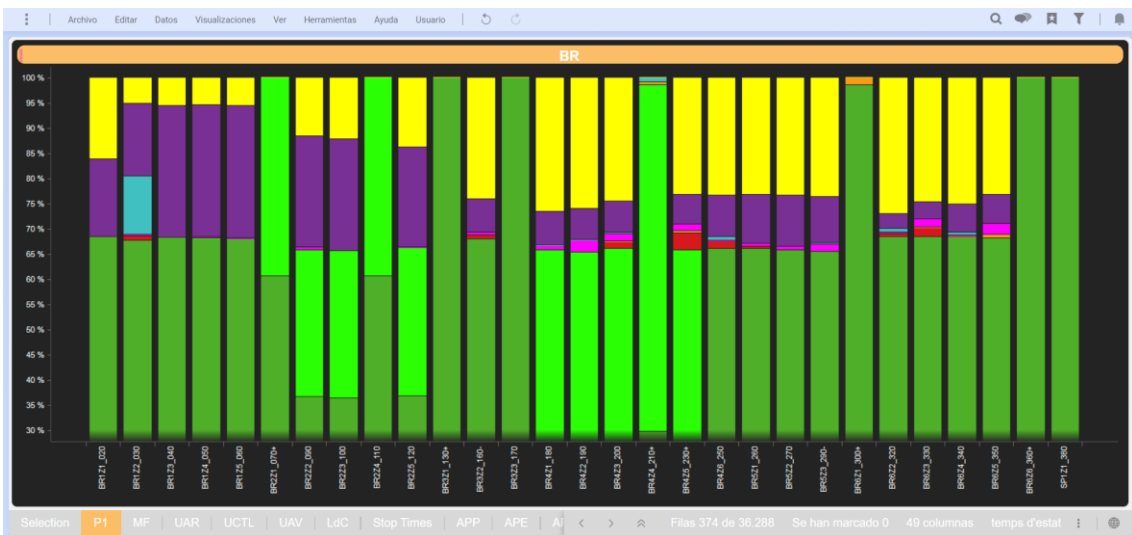 Archivo Editar Datos Visualizaciones Ver Herramientas Ayuda Usuario
BR
100 %
95 %
90 %
85 %
80 %
75 %
70 %
65 %
60 %
55 %
50 %
45 %
40 %
35 %
30 %
BR1Z1_020
BR1Z2_030
BR1Z3_040
BR1Z4_050
BR1Z5_060
BR2Z1_070+
BR2Z2_090
BR2Z3_100
BR2Z4_110
BR2Z5_120
BR3Z1_130+
BR3Z2_160-
BR3Z3_170
BR4Z1_180
BR4Z2_190
BR4Z3_200
BR4Z4_210+
BR4Z5_230+
BR4Z6_250
BR5Z1_260
BR5Z2_270
BR5Z3_290-
BR6Z1_300+
BR6Z2_320
BR6Z3_330
BR6Z4_340
BR6Z5_350
BR6Z6_360+
SP1Z1_380
Selection P1 MF UAR UCTL UAV LdC Stop Times APP APE Filas 374 de 36.288 Se han marcado 0 49 columnas temps d'estat